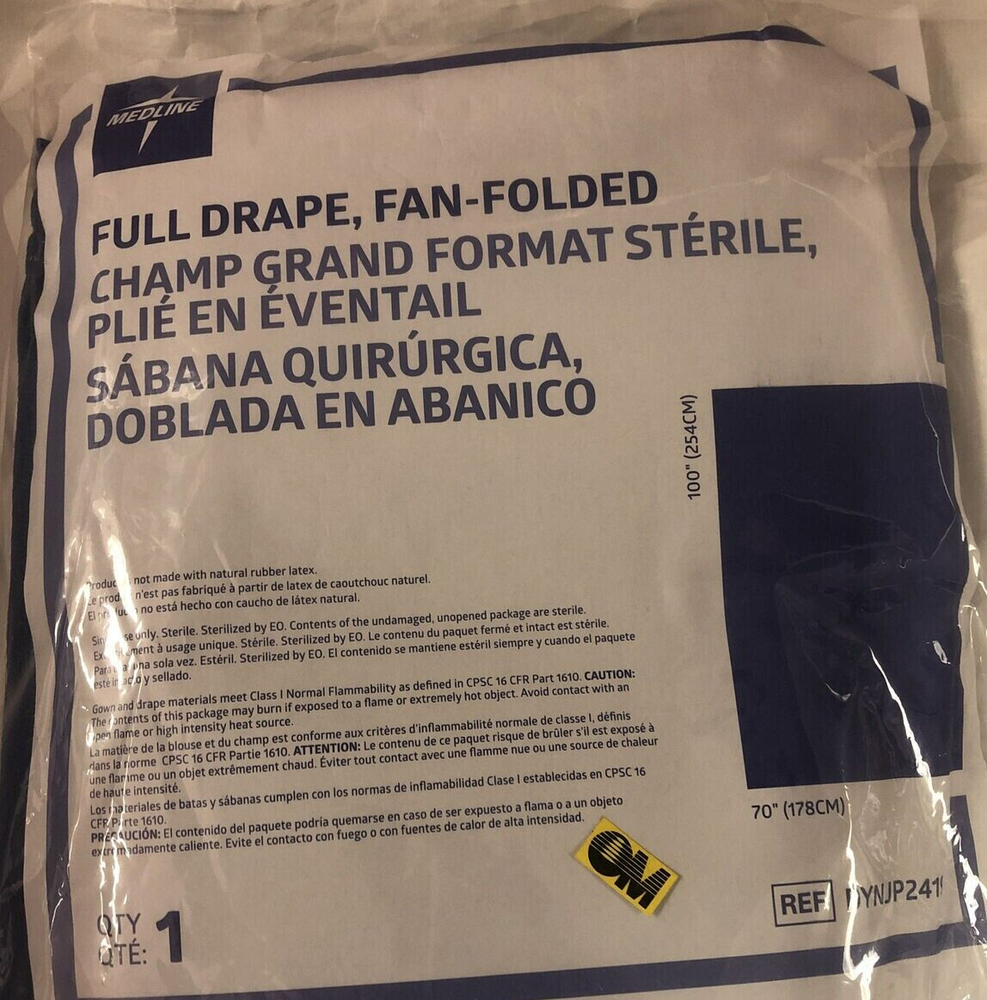 MEDLINE
FULL DRAPE, FAN-FOLDED
CHAMP GRAND FORMAT STÉRILE,
PLIÉ EN ÉVENTAIL
SÁBANA QUIRÚRGICA,
DOBLADA EN ABANICO
100" (254CM)
not made with natural rubber latex.
n'est pas fabriqué à partir de latex de caoutchouc naturel.
El no está hecho con caucho de látex natural.
only. Sterile. Sterilized by EO. Contents of the undamaged, unopened package are sterile.
à usage unique. Stérile. Sterilized by EO. Le contenu du paquet fermé et intact est stérile.
Para una sola vez. Estéril. Sterilized by EO. El contenido se mantiene estéril siempre y cuando el paquete
esté y sellado.
Gown and drape materials meet Class I Normal Flammability as defined in CPSC 16 CFR Part 1610. CAUTION:
The contents of this package may burn if exposed to a flame or extremely hot object. Avoid contact with an
open flame or high intensity heat source.
La matière de la blouse et du champ est conforme aux critères d'inflammabilité normale de classe I, définis
dans la norme CPSC 16 CFR Partie 1610. ATTENTION: Le contenu de ce paquet risque de brûler s'il est exposé à
une flamme ou un objet extrêmement chaud. Éviter tout contact avec une flamme nue ou une source de chaleur
de haute intensité.
Los materiales de batas y sábanas cumplen con los normas de inflamabilidad Clase I establecidas en CPSC 16
CFR Parte 1610.
PRECAUCIÓN: El contenido del paquete podría quemarse en caso de ser expuesto a flama o a un objeto
extremadamente caliente. Evite el contacto con fuego o con fuentes de calor de alta intensidad.
70" (178CM)
OM
REF
QTY
QTÉ: 1